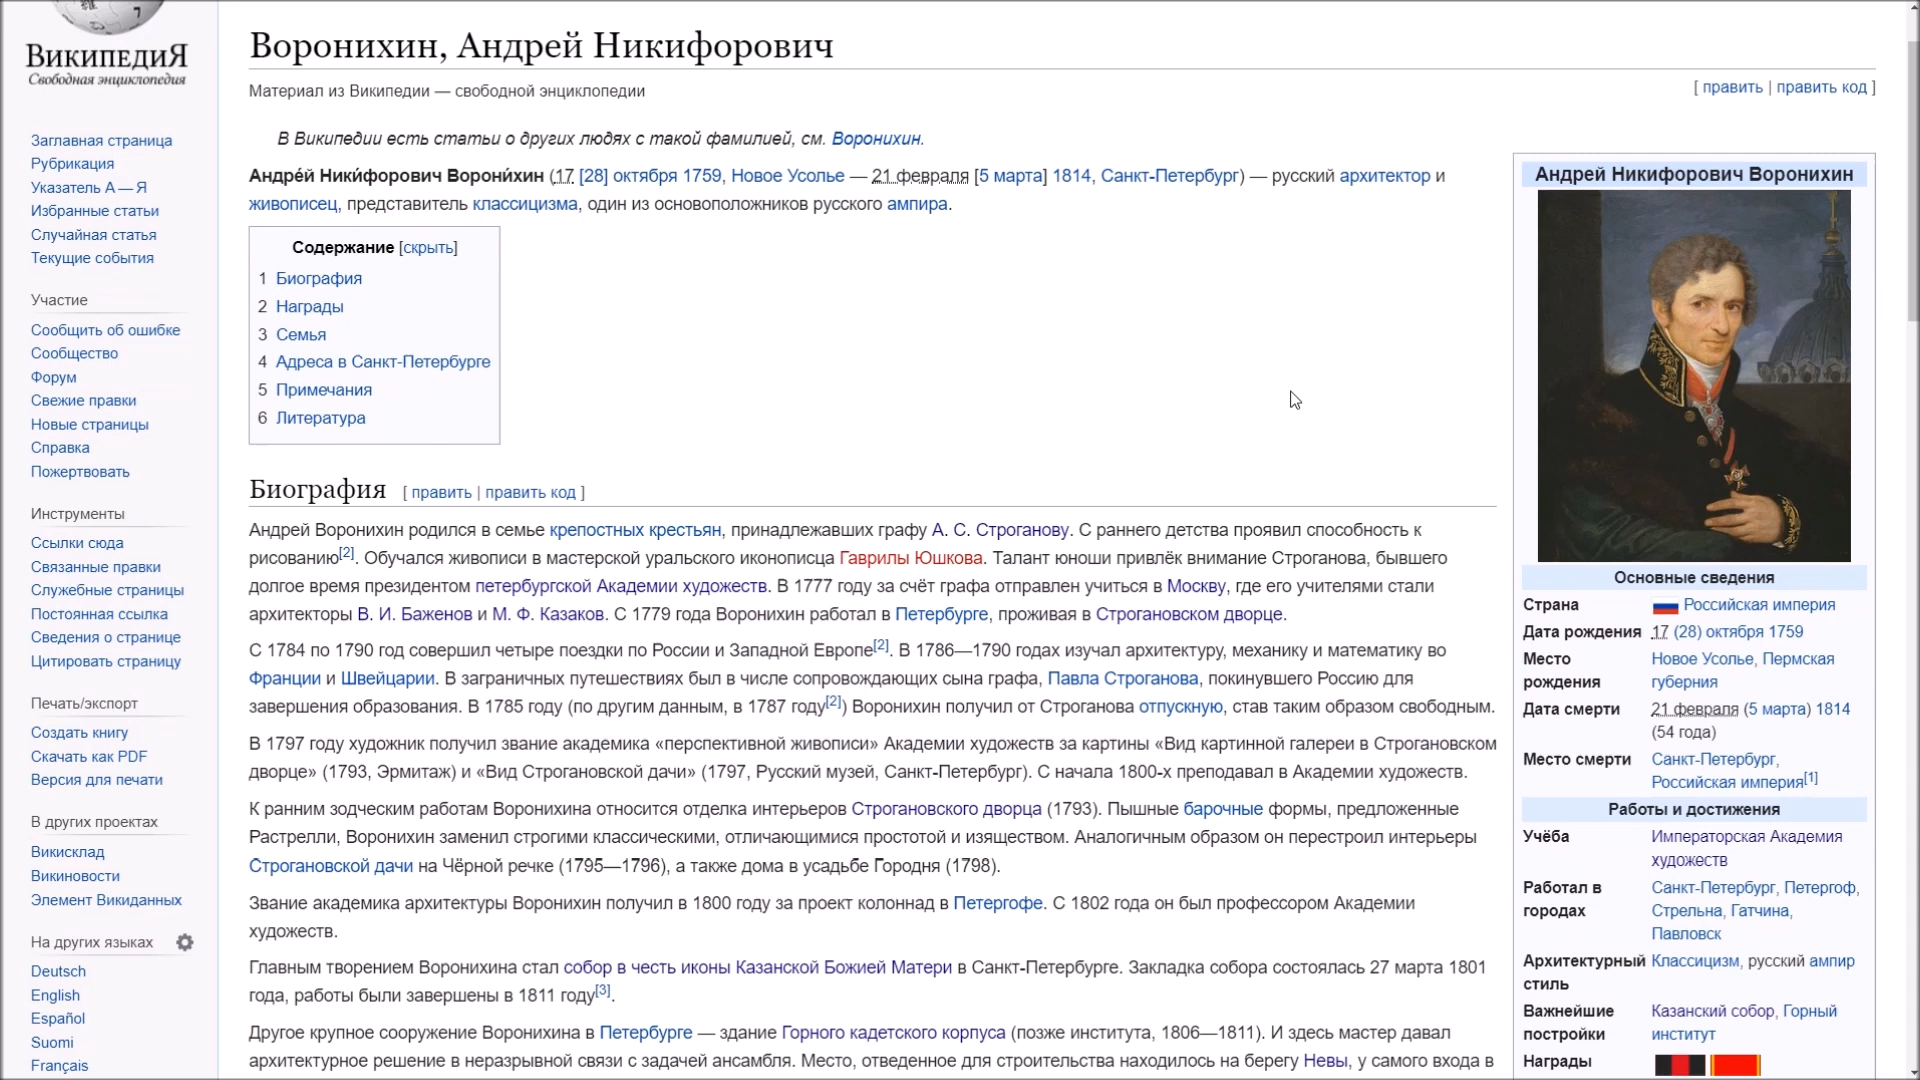 ВикипедиЯ
Свободная энциклопедия
Заглавная страница
Рубрикация
Указатель А — Я
Избранные статьи
Случайная статья
Текущие события
Участие
Сообщить об ошибке
Сообщество
Форум
Свежие правки
Новые страницы
Справка
Пожертвовать
Инструменты
Ссылки сюда
Связанные правки
Служебные страницы
Постоянная ссылка
Сведения о странице
Цитировать страницу
Печать/экспорт
Создать книгу
Скачать как PDF
Версия для печати
В других проектах
Викисклад
Викиновости
Элемент Викиданных
На других языках
Deutsch
English
Español
Suomi
Français
Воронихин, Андрей Никифорович
Материал из Википедии — свободной энциклопедии
[ править | править код ]
В Википедии есть статьи о других людях с такой фамилией, см. Воронихин.
Андре́й Ники́форовичВорони́хин (17 [28] октября 1759, Новое Усолье — 21 февраля [5 марта] 1814, Санкт-Петербург) — русский архитектор и
живописец, представитель классицизма, один из основоположников русского ампира.
Содержание [скрыть]
1 Биография
2 Награды
3 Семья
4 Адреса в Санкт-Петербурге
5 Примечания
6 Литература
Биография [ править | править код ]
Андрей Воронихин родился в семье крепостных крестьян, принадлежавших графу А. С. Строганову. С раннего детства проявил способность к
рисованию[2]. Обучался живописи в мастерской уральского иконописца Гаврилы Юшкова. Талант юноши привлёк внимание Строганова, бывшего
долгое время президентом петербургской Академии художеств. В 1777 году за счёт графа отправлен учиться в Москву, где его учителями стали
архитекторы В. И. Баженов и М. Ф. Казаков. С 1779 года Воронихин работал в Петербурге, проживая в Строгановском дворце.
С 1784 по 1790 год совершил четыре поездки по России и Западной Европе[2]. В 1786—1790 годах изучал архитектуру, механику и математику во
Франции и Швейцарии. В заграничных путешествиях был в числе сопровождающих сына графа, Павла Строганова, покинувшего Россию для
завершения образования. В 1785 году (по другим данным, в 1787 году[2]) Воронихин получил от Строганова отпускную, став таким образом свободным.
В 1797 году художник получил звание академика «перспективной живописи» Академии художеств за картины «Вид картинной галереи в Строгановском
дворце» (1793, Эрмитаж) и «Вид Строгановской дачи» (1797, Русский музей, Санкт-Петербург). С начала 1800-х преподавал в Академии художеств.
К ранним зодческим работам Воронихина относится отделка интерьеров Строгановского дворца (1793). Пышные барочные формы, предложенные
Растрелли, Воронихин заменил строгими классическими, отличающимися простотой и изяществом. Аналогичным образом он перестроил интерьеры
Строгановской дачи на Чёрной речке (1795—1796), а также дома в усадьбе Городня (1798).
Звание академика архитектуры Воронихин получил в 1800 году за проект колоннад в Петергофе. С 1802 года он был профессором Академии
художеств.
Главным творением Воронихина стал собор в честь иконы Казанской Божией Матери в Санкт-Петербурге. Закладка собора состоялась 27 марта 1801
года, работы были завершены в 1811 году[3].
Другое крупное сооружение Воронихина в Петербурге — здание Горного кадетского корпуса (позже института, 1806—1811). И здесь мастер давал
архитектурное решение в неразрывной связи с задачей ансамбля. Место, отведенное для строительства находилось на берегу Невы, у самого входа в
Андрей Никифорович Воронихин
Основные сведения
Страна Российская империя
Дата рождения 17 (28) октября 1759
Место рождения Новое Усолье, Пермская
губерния
Дата смерти 21 февраля (5 марта) 1814
(54 года)
Место смерти Санкт-Петербург,
Российская империя[1]
Работы и достижения
Учёба Императорская Академия
художеств
Работал в городах Санкт-Петербург, Петергоф,
Стрельна, Гатчина,
Павловск
Архитектурный стиль Классицизм, русский ампир
Важнейшие постройки Казанский собор, Горный
институт
Награды